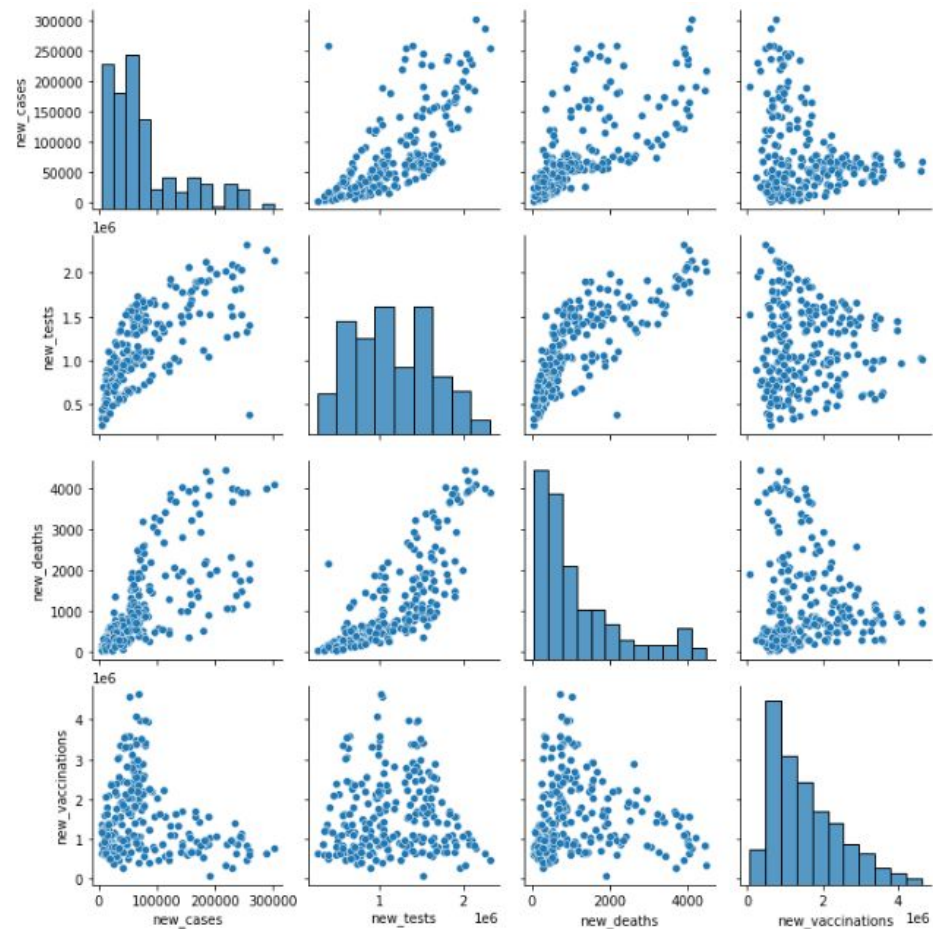 300000
250000
200000
150000
100000
50000
0
new_cases
1e6
2.0
1.5
1.0
0.5
new_tests
4000
3000
2000
1000
0
new_deaths
1e6
4
3
2
1
0
new_vaccinations
0 100000 200000 300000
new_cases
1 2
new_tests 1e6
0 2000 4000
new_deaths
0 2 4
new_vaccinations 1e6